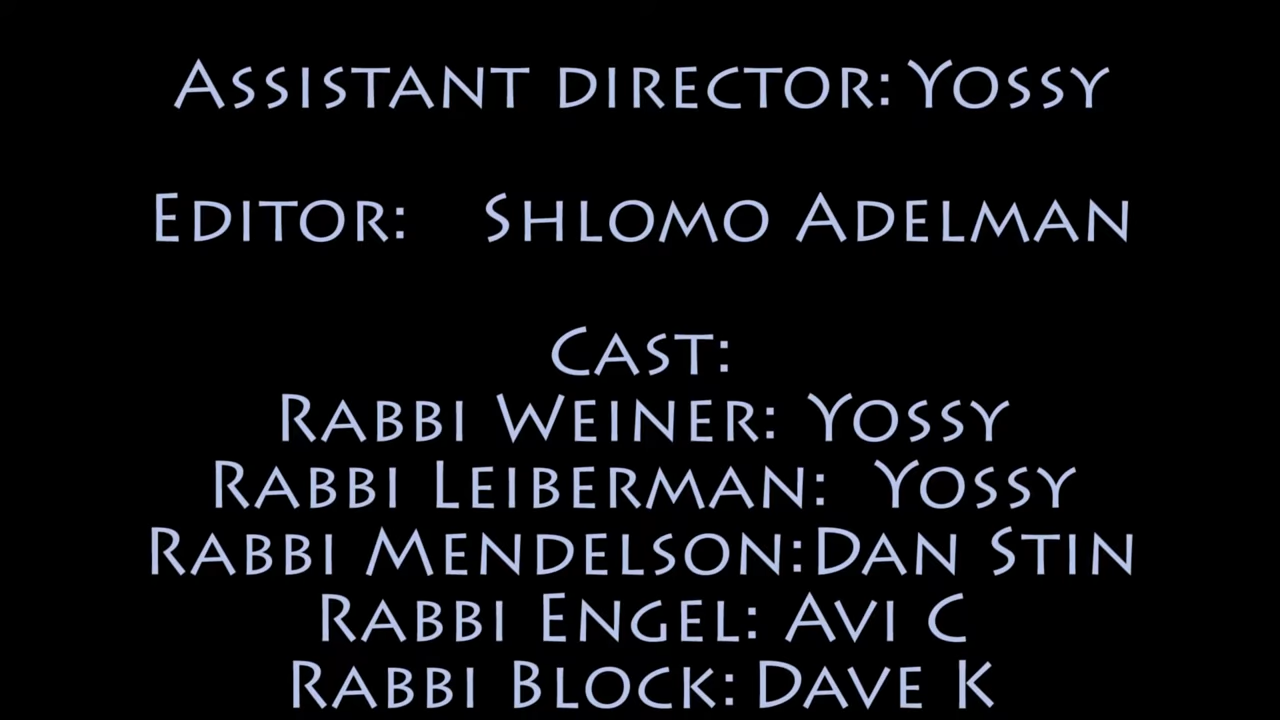 Assistant director: Yossy
Editor: Shlomo Adelman
Cast:
Rabbi Weiner: Yossy
Rabbi Leiberman: Yossy
Rabbi Mendelson:Dan Stin
Rabbi Engel: Avi C
Rabbi Block: Dave K